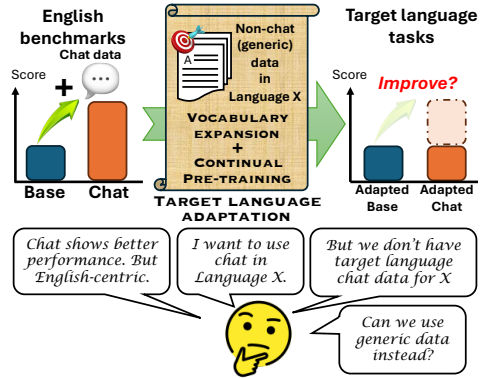 English
benchmarks
Chat data
Score
+
Base
Chat
A
Non-chat
(generic)
data
in
Language X
VOCABULARY
EXPANSION
+
CONTINUAL
PRE-TRAINING
TARGET LANGUAGE
ADAPTATION
Target language
tasks
Score
Improve?
Adapted
Base
Adapted
Chat
Chat shows better
performance. But
English-centric.
I want to use
chat in
Language X.
But we don't have
target language
chat data for X
Can we use
generic data
instead?